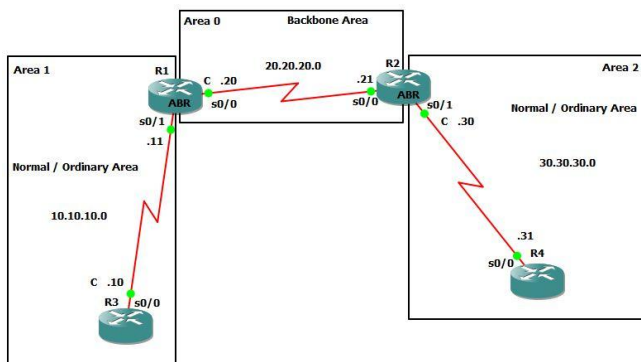 Area 0
Backbone Area
Area 1
R1
20.20.20.0
R2
Area 2
C .20
.21
ABR
s0/0
s0/0
ABR
s0/1
s0/1
C .30
.11
Normal / Ordinary Area
Normal / Ordinary Area
30.30.30.0
10.10.10.0
.31
R4
s0/0
C .10
s0/0
R3